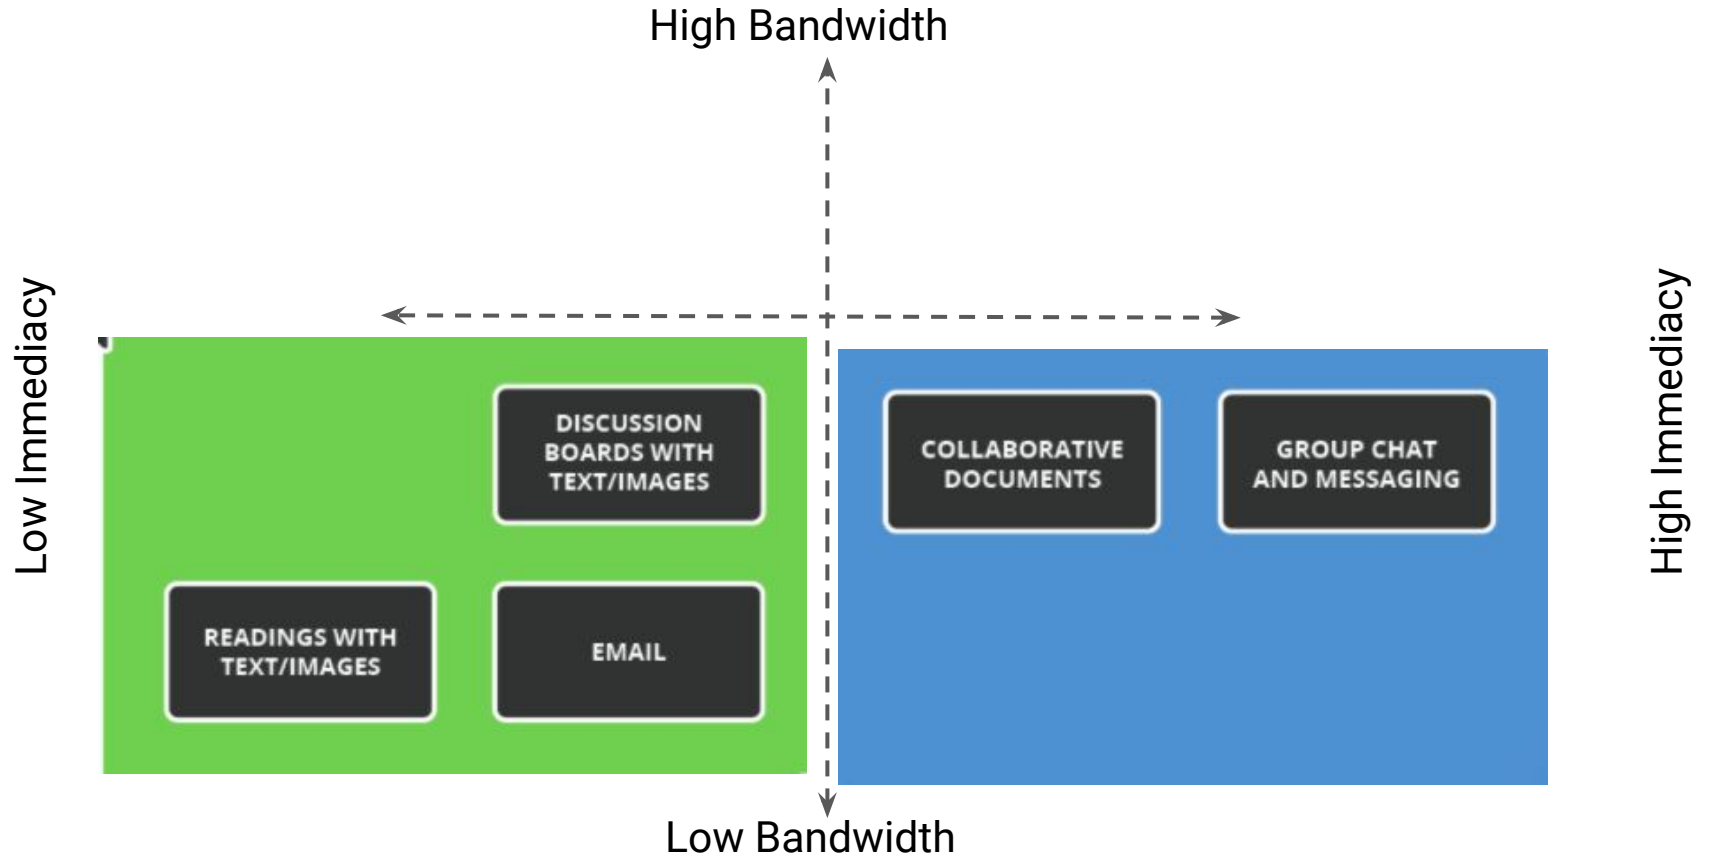 High Bandwidth
Low Immediacy
High Immediacy
DISCUSSION
BOARDS WITH
TEXT/IMAGES
COLLABORATIVE
DOCUMENTS
GROUP CHAT
AND MESSAGING
READINGS WITH
TEXT/IMAGES
EMAIL
Low Bandwidth